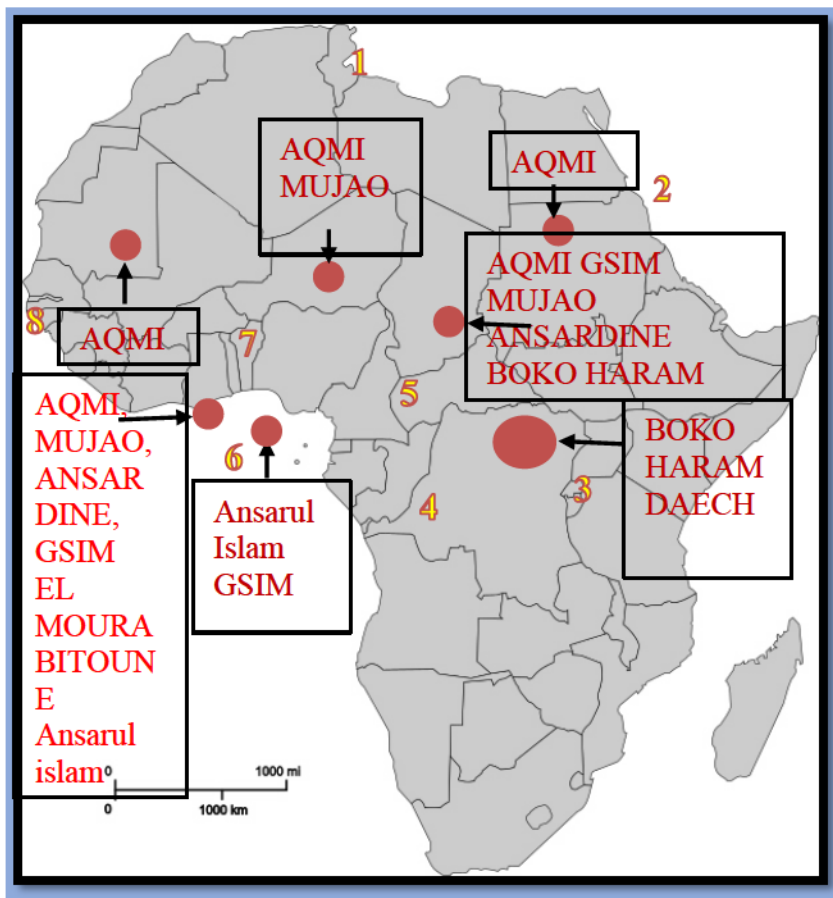 1
AQMI
MUJAO
AQMI
2
AQMI GSIM
MUJAO
ANSARDINE
BOKO HARAM
8
AQMI
7
5
AQMI,
MUJAO,
ANSAR
DINE,
GSIM
EL
MOURA
BITOUN
E
Ansarul
islam
6
Ansarul
Islam
GSIM
BOKO
HARAM
DAECH
3
4
0 1000 mi
0 1000 km